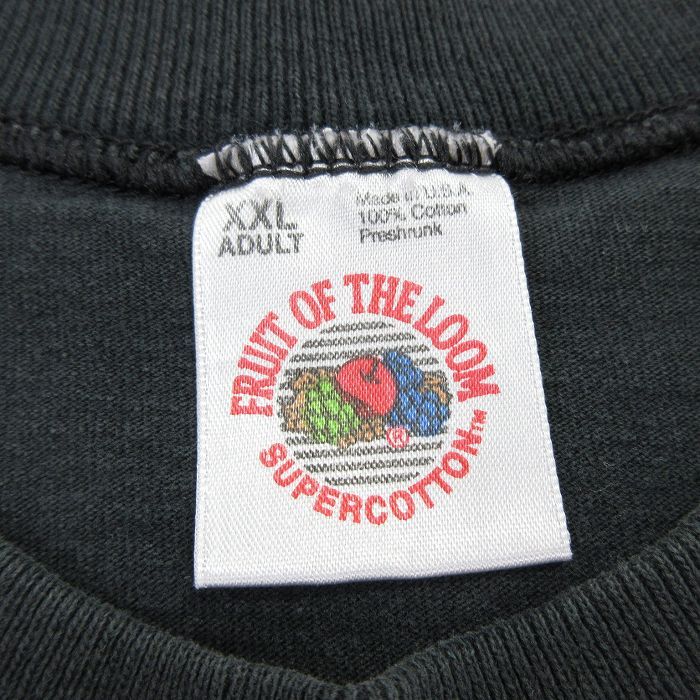 XXL
ADULT
Made in U.S.A.
100% Cotton
Preshrunk
FRUIT OF THE LOOM
®
SUPERCOTTON™